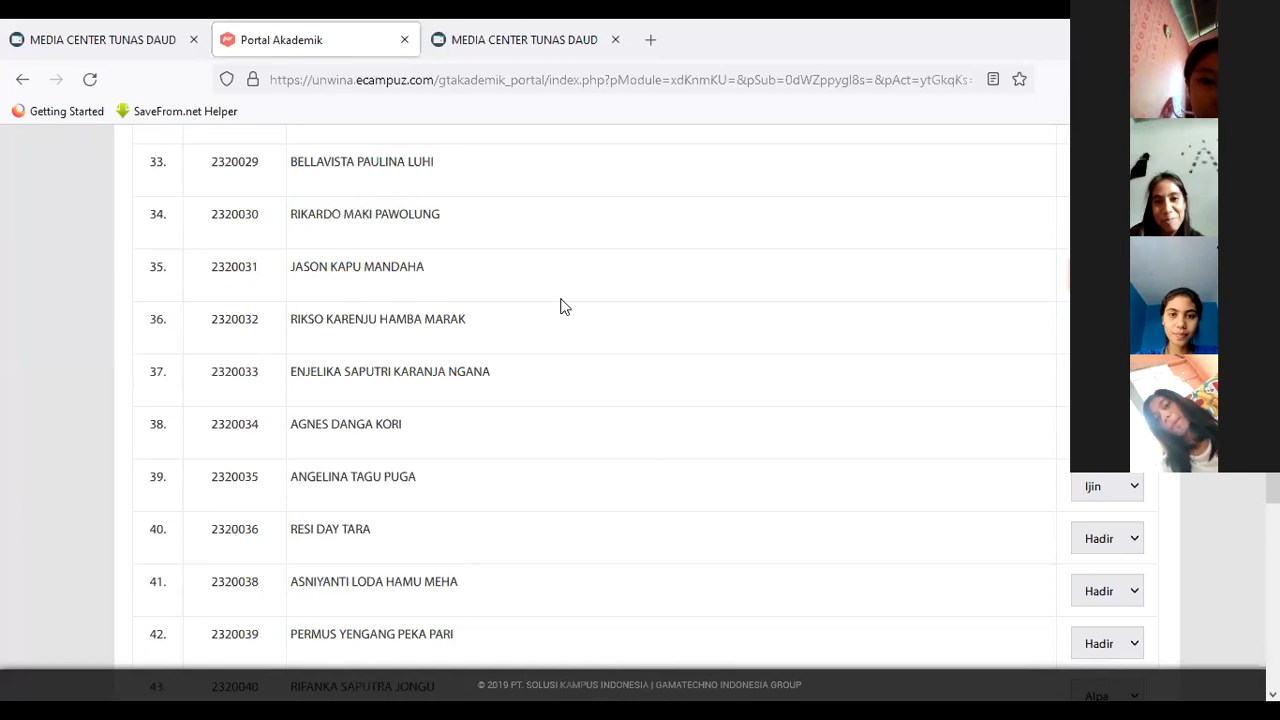 MEDIA CENTER TUNAS DAUD
Portal Akademik
MEDIA CENTER TUNAS DAUD
https://unwina.ecampuz.com/gtakademik_portal/index.php?pModule=xdKnmKU=&pSub=0dWZppygl8s=&pAct=ytGkqKs:
Getting Started
SaveFrom.net Helper
33. 2320029 BELLAVISTA PAULINA LUHI
34. 2320030 RIKARDO MAKI PAWOLUNG
35. 2320031 JASON KAPU MANDAHA
36. 2320032 RIKSO KARENJU HAMBA MARAK
37. 2320033 ENJELIKA SAPUTRI KARANJA NGANA
38. 2320034 AGNES DANGA KORI
39. 2320035 ANGELINA TAGU PUGA Ijin
40. 2320036 RESI DAY TARA Hadir
41. 2320038 ASNIYANTI LODA HAMU MEHA Hadir
42. 2320039 PERMUS YENGANG PEKA PARI Hadir
43. 2320040 RIFANKA SAPUTRA JONGU Alpa
© 2019 PT. SOLUSI KAMPUS INDONESIA | GAMATECHNO INDONESIA GROUP